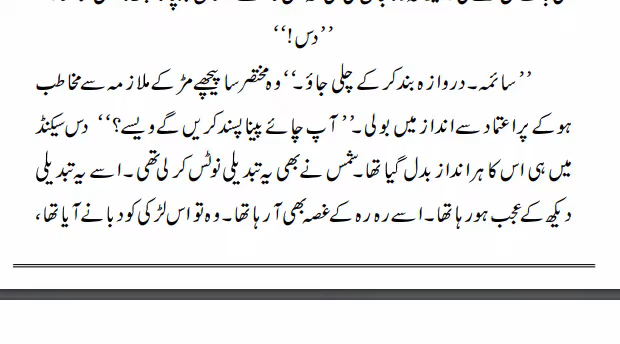 ’’دس!‘‘
’’سائمہ۔ دروازہ بند کر کے چلی جاؤ۔‘‘ وہ مختصر سا پیچھے مڑ کے ملازمہ سے مخاطب
ہو کے پر اعتماد سے انداز میں بولی۔ ’’ آپ چائے پینا پسند کریں گے ویسے؟‘‘ دس سیکنڈ
میں ہی اس کا ہر انداز بدل گیا تھا۔ شمس نے بھی یہ تبدیلی نوٹس کر لی تھی۔ اسے یہ تبدیلی
دیکھ کے عجب ہو رہا تھا۔ اسے رہ رہ کے غصہ بھی آ رہا تھا۔ وہ تو اس لڑکی کو دبانے آیا تھا،